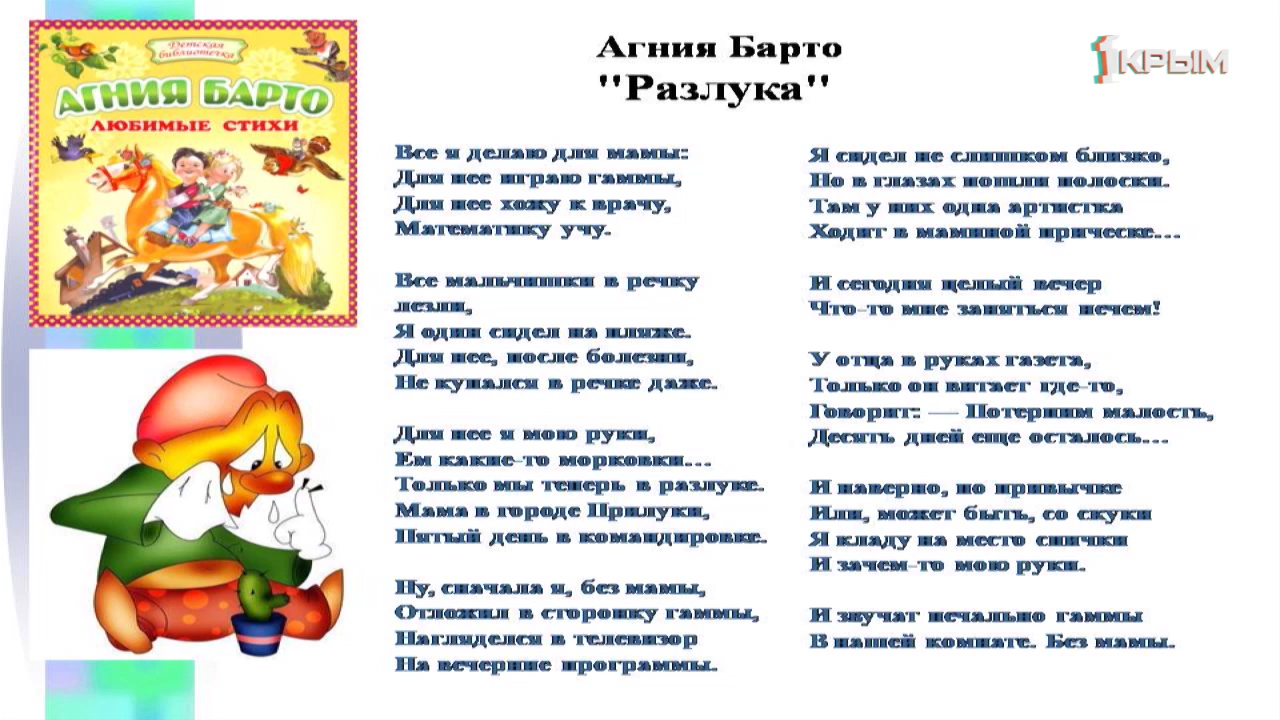 Детская
библиотечка
АГНИЯ БАРТО
ЛЮБИМЫЕ СТИХИ
Агния Барто
"Разлука"
1КРЫМ
Все я делаю для мамы:
Для нее играю гаммы,
Для нее хожу к врачу,
Математику учу.
Все мальчишки в речку
лезли,
Я один сидел на пляже.
Для нее, после болезни,
Не купался в речке даже.
Для нее я мою руки,
Ем какие-то морковки...
Только мы теперь в разлуке.
Мама в городе Прилуки,
Пятый день в командировке.
Ну, сначала я, без мамы,
Отложил в сторонку гаммы,
Нагляделся в телевизор
На вечерние программы.
Я сидел не слишком близко,
Но в глазах пошли полоски.
Там у них одна артистка
Ходит в маминой прическе...
И сегодня целый вечер
Что-то мне заняться нечем!
У отца в руках газета,
Только он витает где-то,
Говорит: — Потерпим малость,
Десять дней еще осталось...
И наверно, по привычке
Или, может быть, со скуки
Я кладу на место спички
И зачем-то мою руки.
И звучат печально гаммы
В нашей комнате. Без мамы.